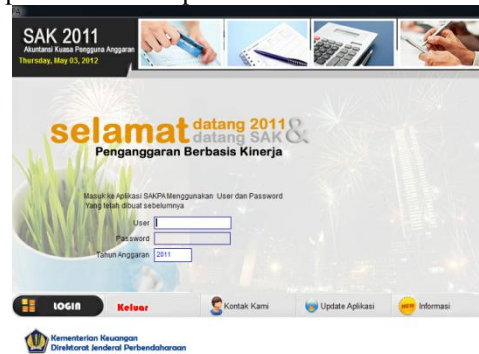 SAK 2011
Akuntansi Kuasa Pengguna Anggaran
Thursday, May 03, 2012
selamat datang 2011 &
datang SAK
Penganggaran Berbasis Kinerja
Masuk ke Aplikasi SAKPA Menggunakan User dan Password
Yang telah dibuat sebelumnya
User
Password
Tahun Anggaran 2011
LOGIN Keluar Kontak Kami Update Aplikasi NEW Informasi
Kementerian Keuangan
Direktorat Jenderal Perbendaharaan